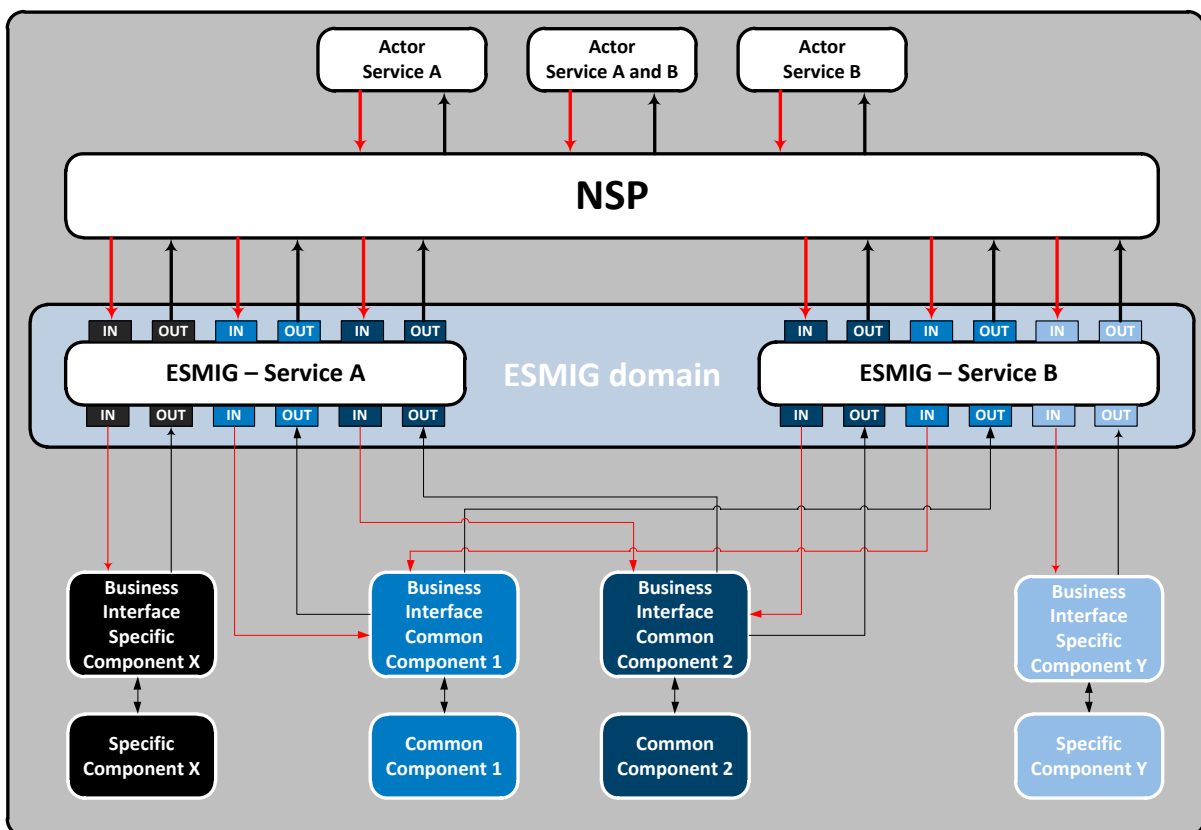 Actor
Service A
Actor
Service A and B
Actor
Service B
NSP
IN OUT IN OUT IN OUT
IN OUT IN OUT IN OUT
ESMIG – Service A
ESMIG domain
ESMIG – Service B
IN OUT IN OUT IN OUT
IN OUT IN OUT IN OUT
Business
Interface
Specific
Component X
Business
Interface
Common
Component 1
Business
Interface
Common
Component 2
Business
Interface
Specific
Component Y
Specific
Component X
Common
Component 1
Common
Component 2
Specific
Component Y